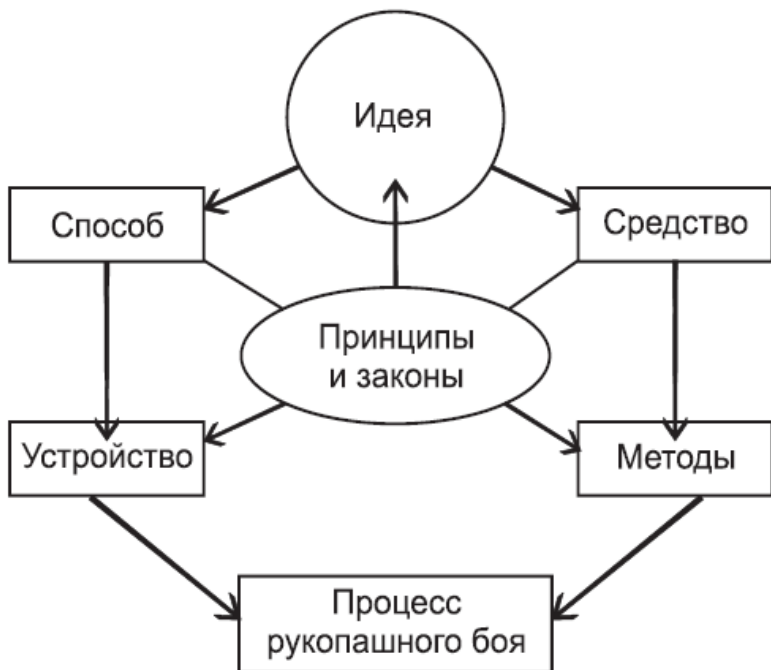 Идея
Способ
Средство
Принципы
и законы
Устройство
Методы
Процесс
рукопашного боя